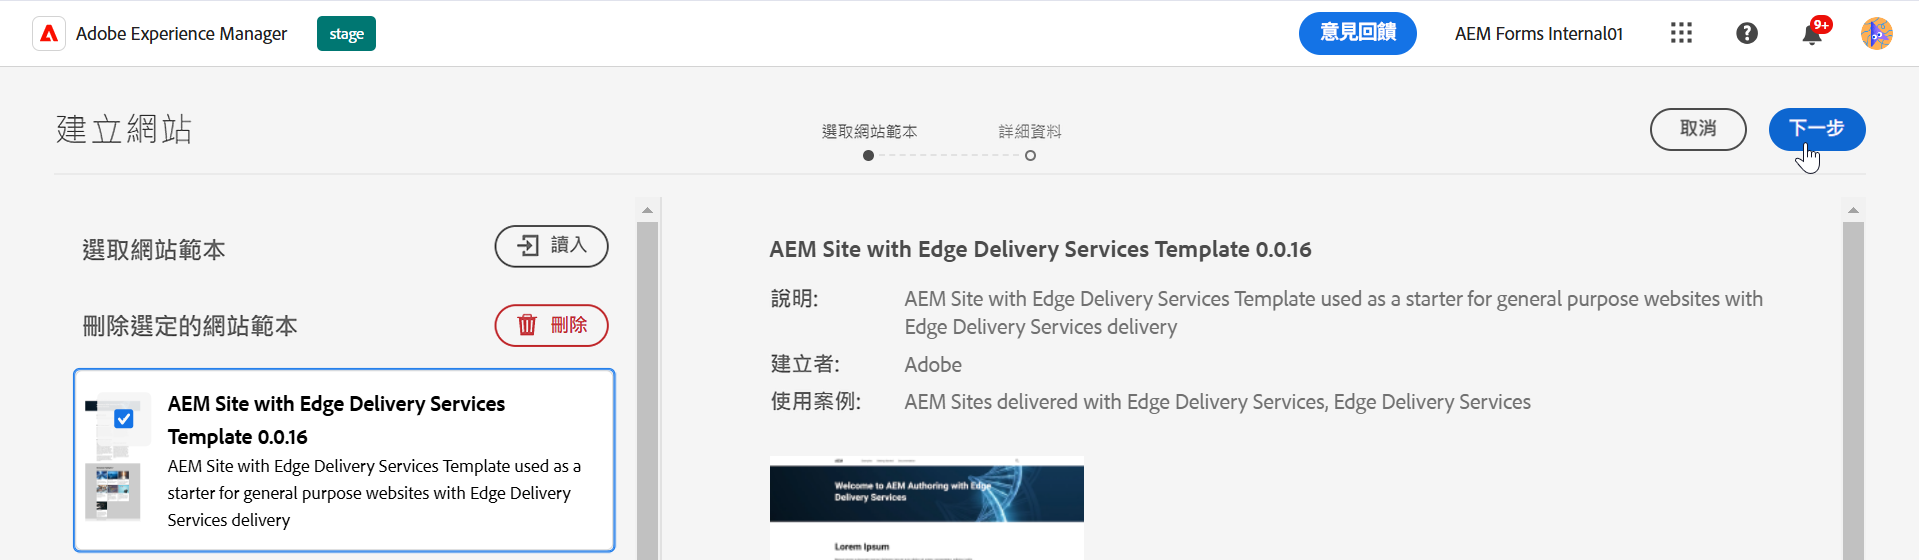 Adobe Experience Manager
stage
意見回饋
AEM Forms Internal01
9+
建立網站
選取網站範本
詳細資料
取消
下一步
選取網站範本
讀入
刪除選定的網站範本
刪除
AEM Site with Edge Delivery Services
Template 0.0.16
AEM Site with Edge Delivery Services Template used as a
starter for general purpose websites with Edge Delivery
Services delivery
AEM Site with Edge Delivery Services Template 0.0.16
說明:
AEM Site with Edge Delivery Services Template used as a starter for general purpose websites with
Edge Delivery Services delivery
建立者:
Adobe
使用案例:
AEM Sites delivered with Edge Delivery Services, Edge Delivery Services
Welcome to AEM Authoring with Edge
Delivery Services
Lorem Ipsum